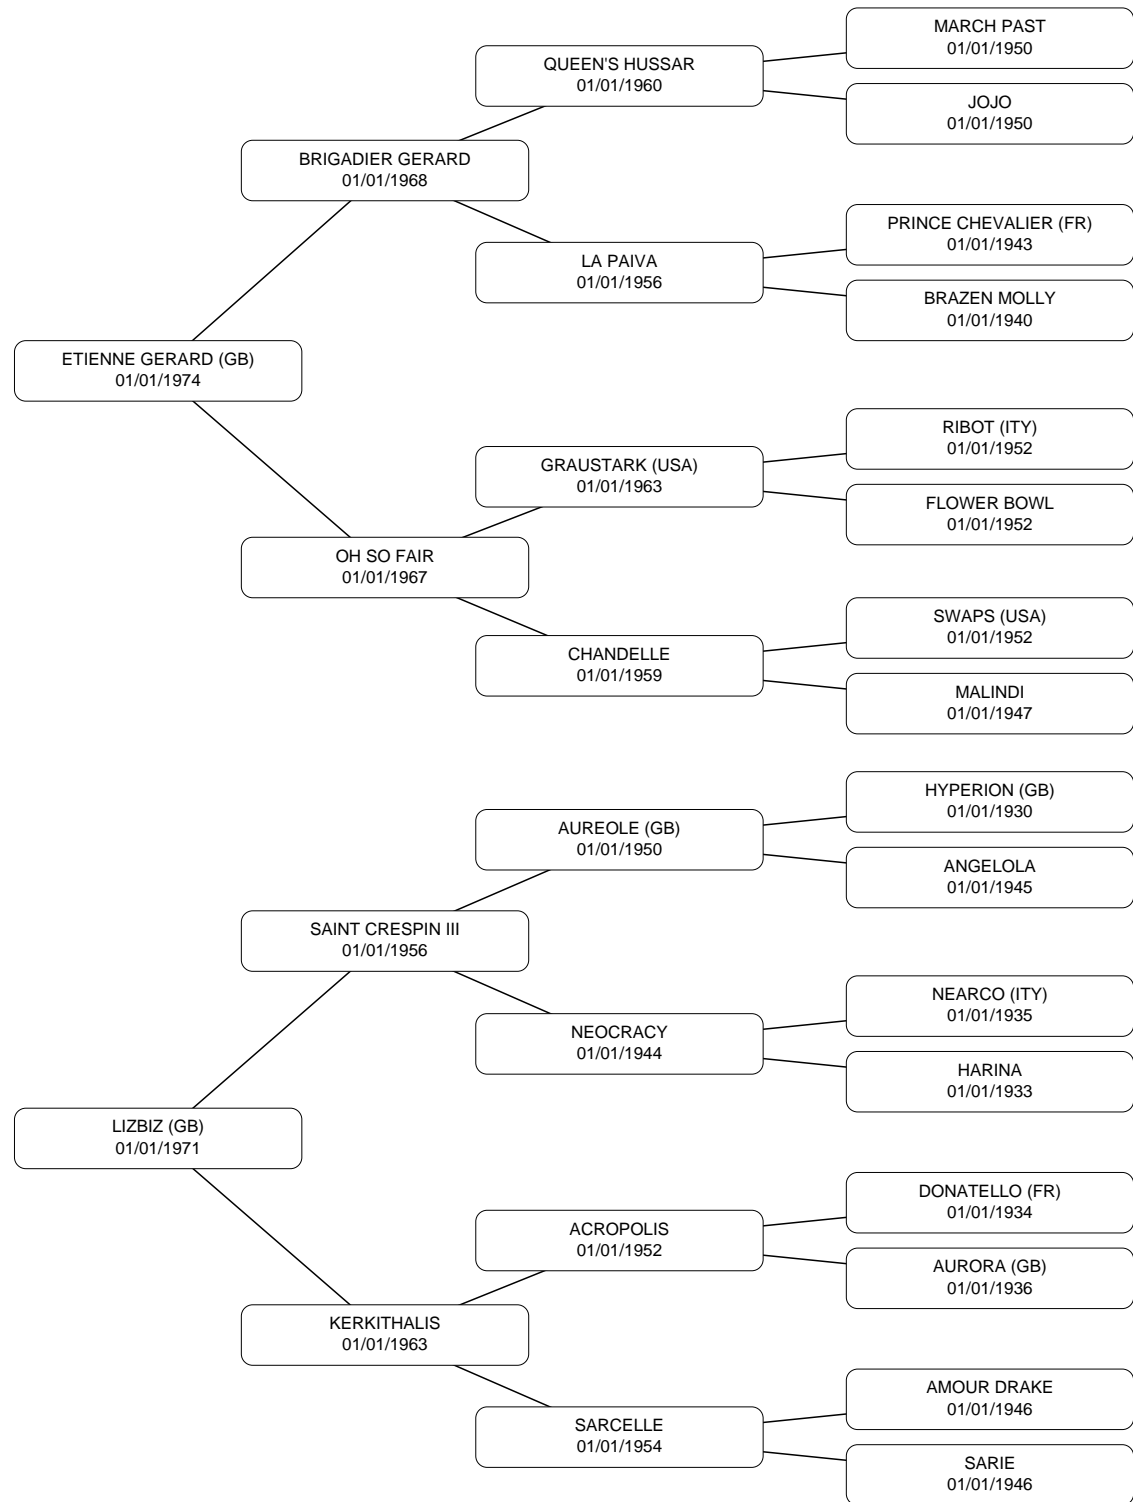 MARCH PAST
01/01/1950
QUEEN'S HUSSAR
01/01/1960
JOJO
01/01/1950
BRIGADIER GERARD
01/01/1968
PRINCE CHEVALIER (FR)
01/01/1943
LA PAIVA
01/01/1956
BRAZEN MOLLY
01/01/1940
ETIENNE GERARD (GB)
01/01/1974
RIBOT (ITY)
01/01/1952
GRAUSTARK (USA)
01/01/1963
FLOWER BOWL
01/01/1952
OH SO FAIR
01/01/1967
SWAPS (USA)
01/01/1952
CHANDELLE
01/01/1959
MALINDI
01/01/1947
HYPERION (GB)
01/01/1930
AUREOLE (GB)
01/01/1950
ANGELOLA
01/01/1945
SAINT CRESPIN III
01/01/1956
NEARCO (ITY)
01/01/1935
NEOCRACY
01/01/1944
HARINA
01/01/1933
LIZBIZ (GB)
01/01/1971
DONATELLO (FR)
01/01/1934
ACROPOLIS
01/01/1952
AURORA (GB)
01/01/1936
KERKITHALIS
01/01/1963
AMOUR DRAKE
01/01/1946
SARCELLE
01/01/1954
SARIE
01/01/1946